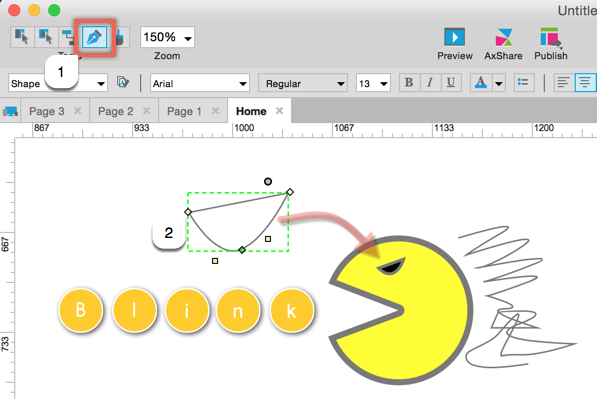 Untitle
150%
Tools Zoom Preview AxShare Publish
1
Shape Arial Regular 13 B I U A
Page 3 Page 2 Page 1 Home
867 933 1000 1067 1133 1200
2
667
B l i n k
733